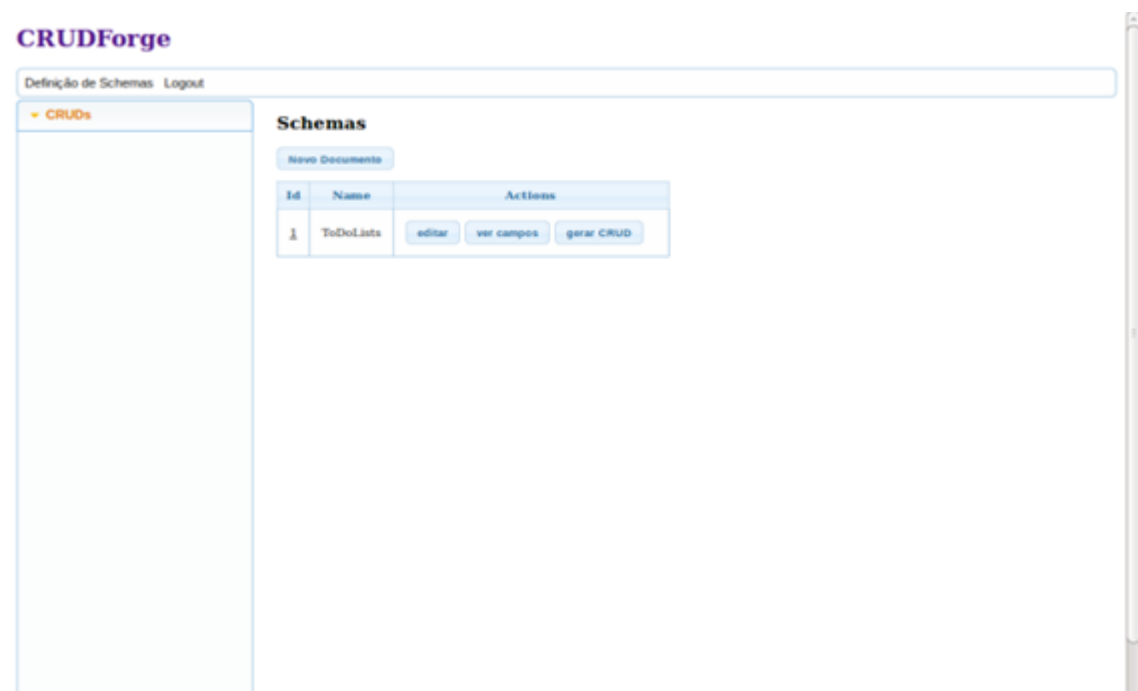 CRUDForge
Definição de Schemas Logout
CRUDs
Schemas
Novo Documento
Id Name Actions
1 ToDoLists editar ver campos gerar CRUD